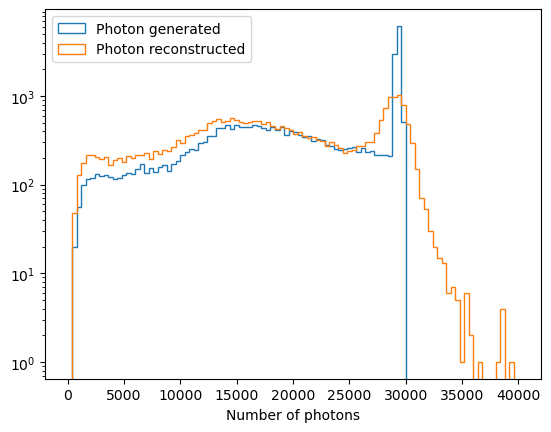 Photon generated
Photon reconstructed
10³
10²
10¹
10⁰
0 5000 10000 15000 20000 25000 30000 35000 40000
Number of photons